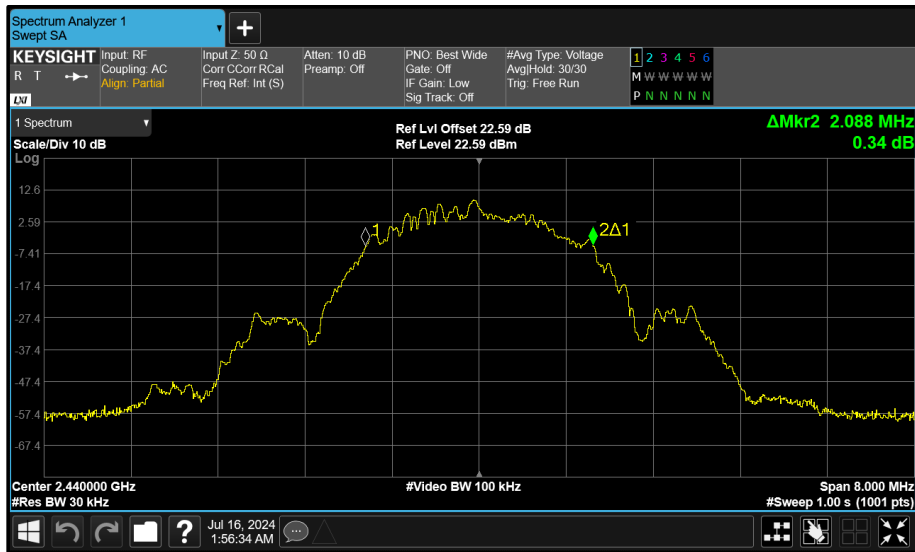 Spectrum Analyzer 1
Swept SA
+
KEYSIGHT
R T
LXI
Input: RF
Coupling: AC
Align: Partial
Input Z: 50 Ω
Corr CCorr RCal
Freq Ref: Int (S)
Atten: 10 dB
Preamp: Off
PNO: Best Wide
Gate: Off
IF Gain: Low
Sig Track: Off
#Avg Type: Voltage
Avg|Hold: 30/30
Trig: Free Run
1 2 3 4 5 6
M W W W W W
P N N N N N
1 Spectrum
Scale/Div 10 dB
Ref Lvl Offset 22.59 dB
Ref Level 22.59 dBm
ΔMkr2 2.088 MHz
0.34 dB
Log
12.6
2.59
-7.41
-17.4
-27.4
-37.4
-47.4
-57.4
-67.4
1
2Δ1
Center 2.440000 GHz
#Res BW 30 kHz
#Video BW 100 kHz
Span 8.000 MHz
#Sweep 1.00 s (1001 pts)
?
Jul 16, 2024
1:56:34 AM